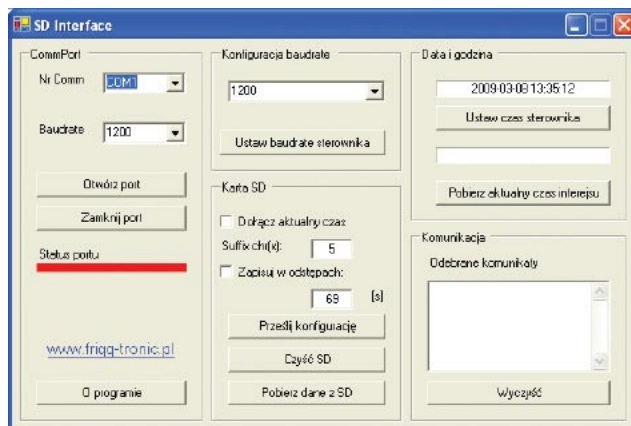 SD Interface
CommPort
Nr Comm
COM1
Baudrate
1200
Otwórz port
Zamknij port
Status portu
www.frigg-tronic.pl
O programie
Konfiguracja baudrate
1200
Ustaw baudrate sterownika
Karta SD
Dołącz aktualny czas
Suffix chr(x):
5
Zapisuj w odstępach:
69
[s]
Prześlij konfigurację
Czyść SD
Pobierz dane z SD
Data i godzina
2009-03-08 13:35:12
Ustaw czas sterownika
Pobierz aktualny czas interejsu
Komunikacja
Odebrane komunikaty
Wyczyść